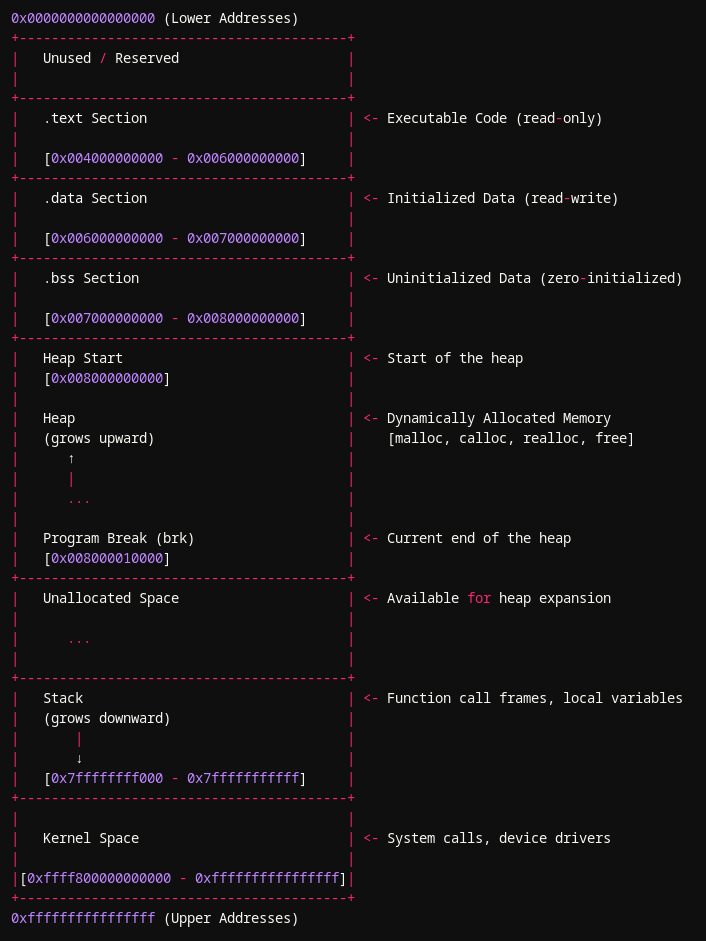 0x0000000000000000 (Lower Addresses)
+-----------------------------------------+
|   Unused / Reserved                     |
|                                         |
+-----------------------------------------+
|   .text Section                         | <- Executable Code (read-only)
|                                         |
|   [0x004000000000 - 0x006000000000]     |
+-----------------------------------------+
|   .data Section                         | <- Initialized Data (read-write)
|                                         |
|   [0x006000000000 - 0x007000000000]     |
+-----------------------------------------+
|   .bss Section                          | <- Uninitialized Data (zero-initialized)
|                                         |
|   [0x007000000000 - 0x008000000000]     |
+-----------------------------------------+
|   Heap Start                            | <- Start of the heap
|   [0x008000000000]                      |
|                                         |
|   Heap                                  | <- Dynamically Allocated Memory
|   (grows upward)                        |    [malloc, calloc, realloc, free]
|      ↑                                  |
|      |                                  |
|      ...                                |
|                                         |
|   Program Break (brk)                   | <- Current end of the heap
|   [0x008000010000]                      |
+-----------------------------------------+
|   Unallocated Space                     | <- Available for heap expansion
|                                         |
|      ...                                |
|                                         |
+-----------------------------------------+
|   Stack                                 | <- Function call frames, local variables
|   (grows downward)                      |
|       |                                 |
|       ↓                                 |
|   [0x7ffffffff000 - 0x7fffffffffff]     |
+-----------------------------------------+
|                                         |
|   Kernel Space                          | <- System calls, device drivers
|                                         |
|[0xffff800000000000 - 0xffffffffffffffff]|
+-----------------------------------------+
0xffffffffffffffff (Upper Addresses)